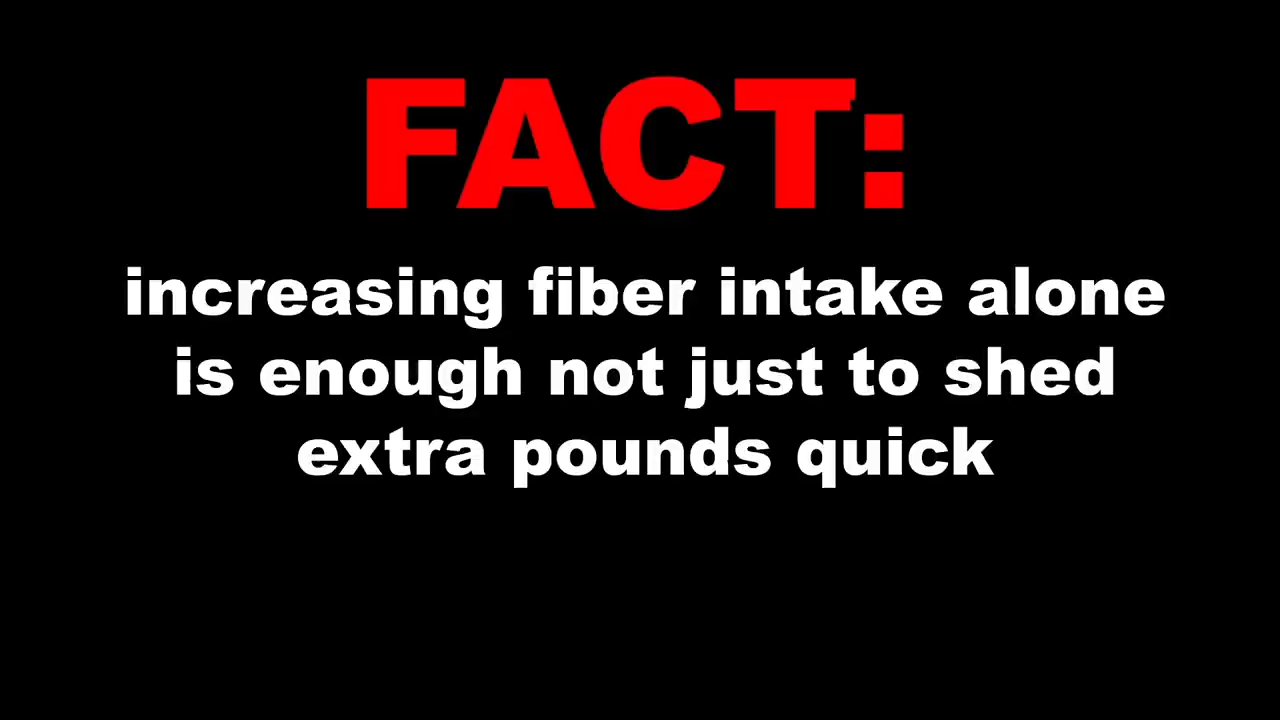 FACT:
increasing fiber intake alone
is enough not just to shed
extra pounds quick